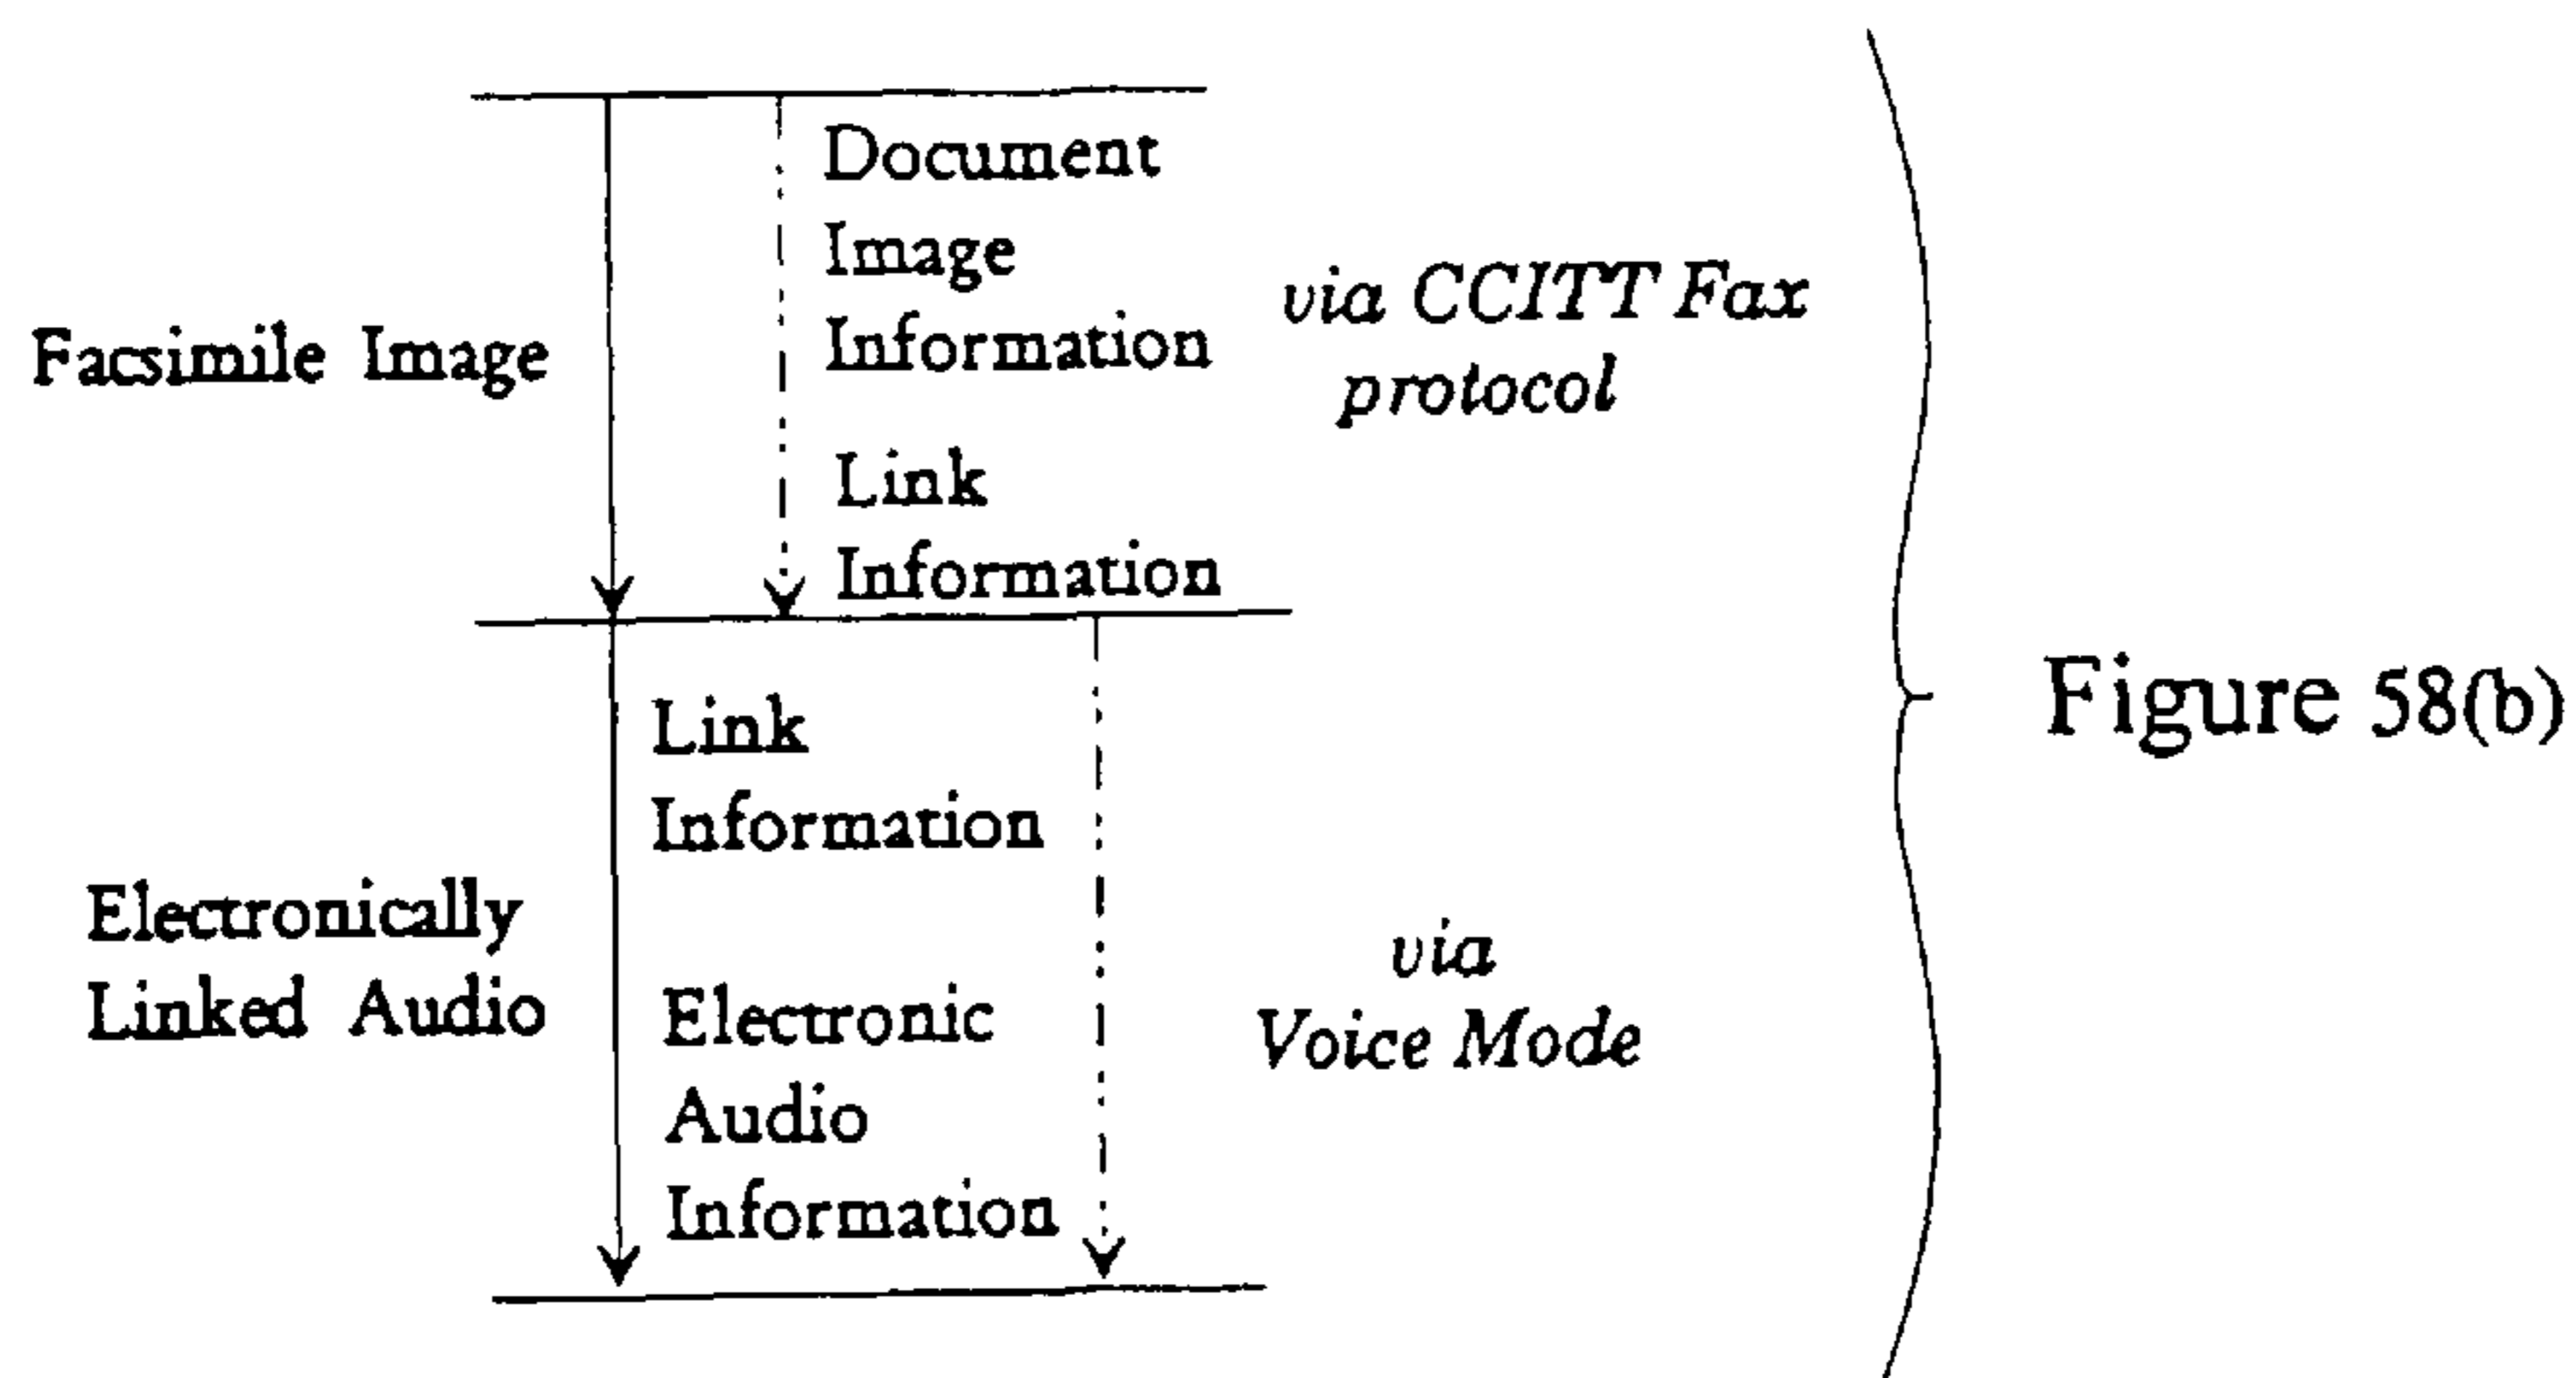 Document
Image
Information
Facsimile Image
via CCITT Fax
protocol
Link
Information
Link
Information
Electronically
Linked Audio
Electronic
Audio
Information
via
Voice Mode
Figure 58(b)